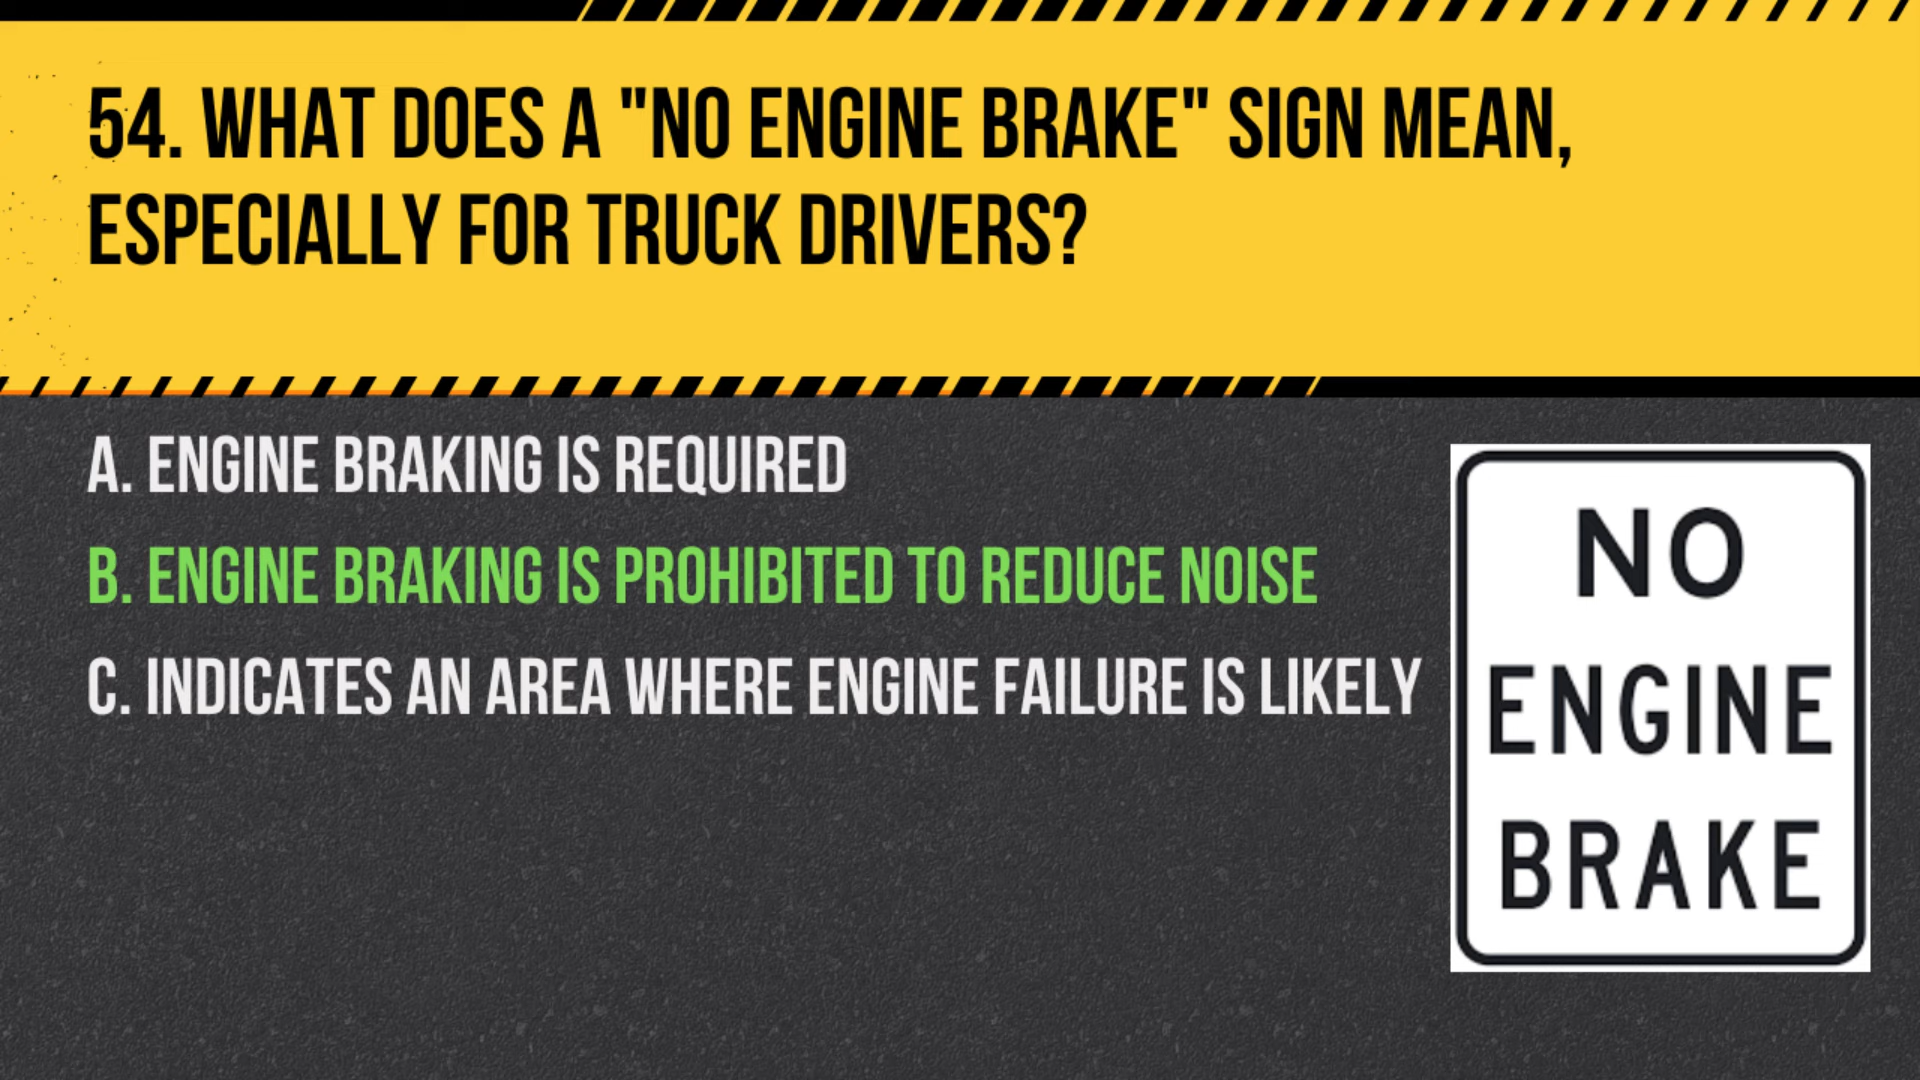 54. WHAT DOES A "NO ENGINE BRAKE" SIGN MEAN,
ESPECIALLY FOR TRUCK DRIVERS?
A. ENGINE BRAKING IS REQUIRED
B. ENGINE BRAKING IS PROHIBITED TO REDUCE NOISE
C. INDICATES AN AREA WHERE ENGINE FAILURE IS LIKELY
NO
ENGINE
BRAKE